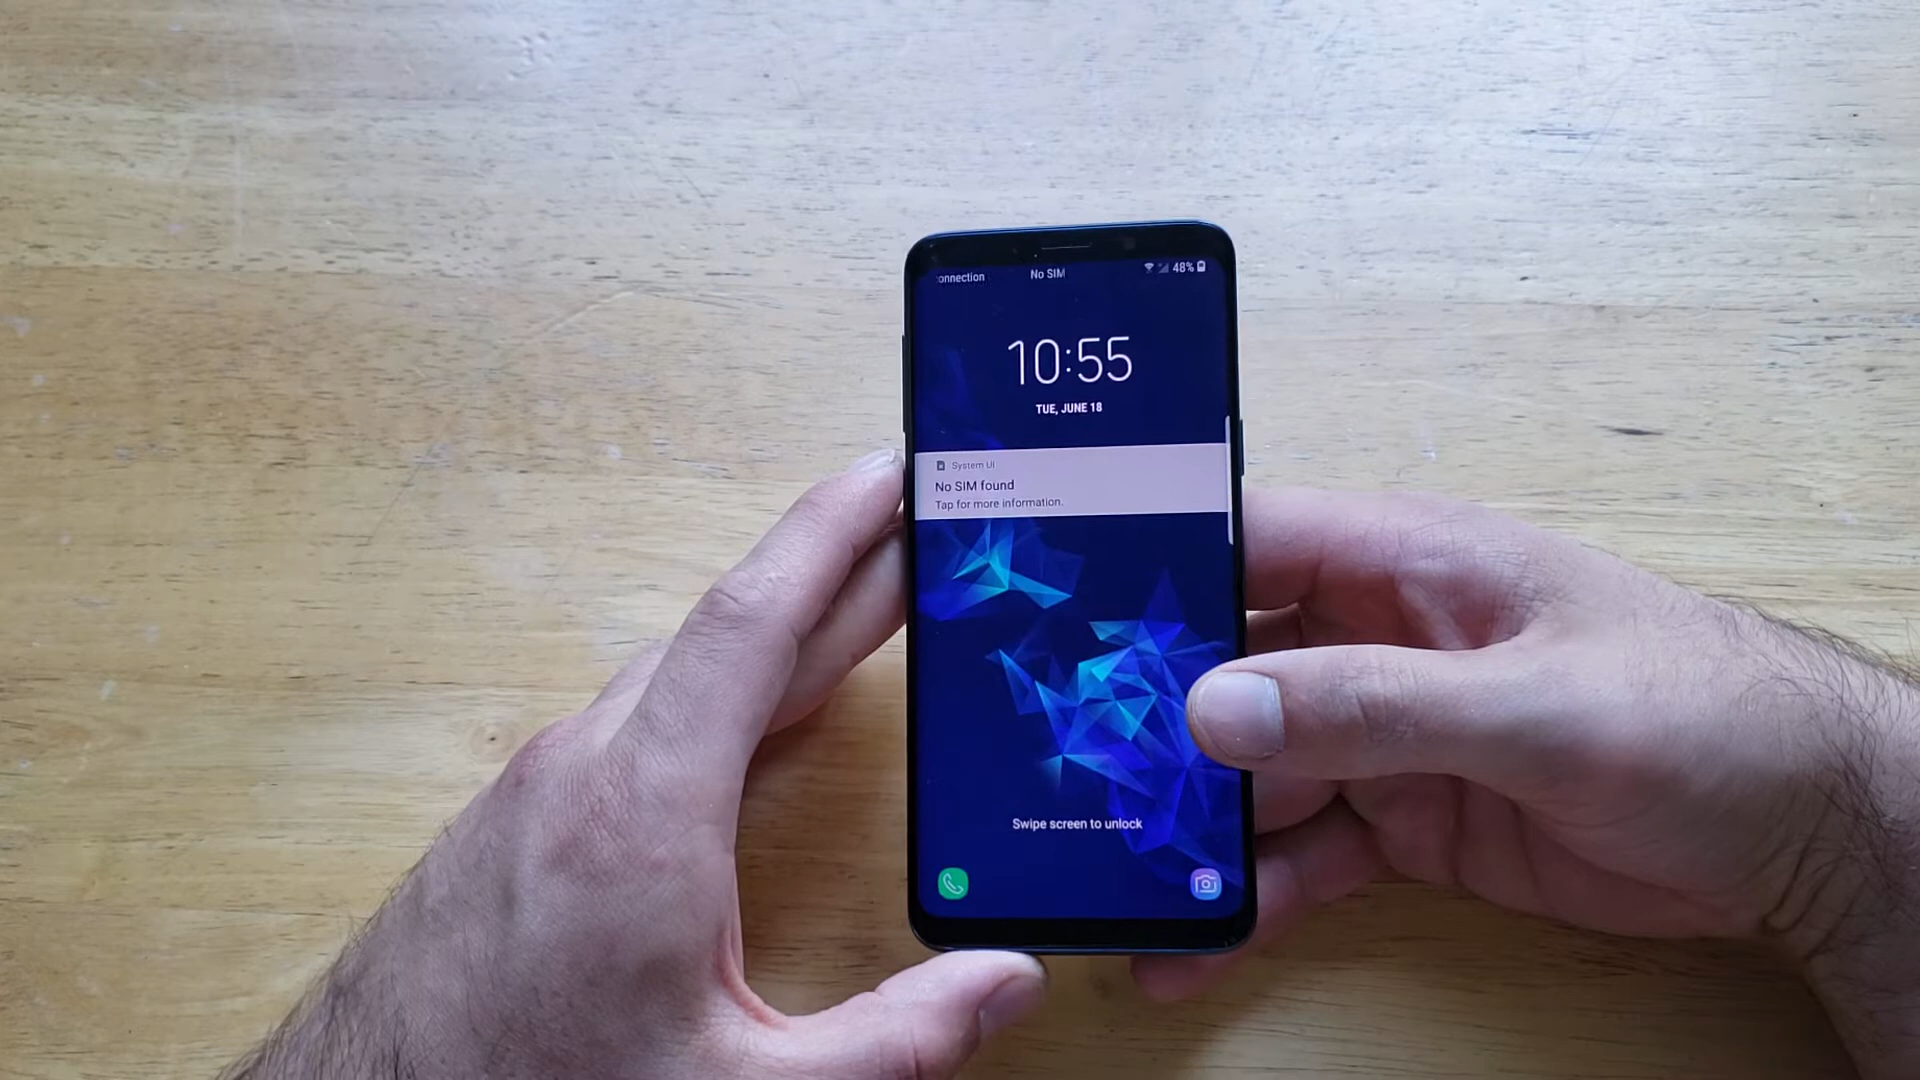 onnection No SIM 48%
10:55
TUE, JUNE 18
System UI
No SIM found
Tap for more information.
Swipe screen to unlock